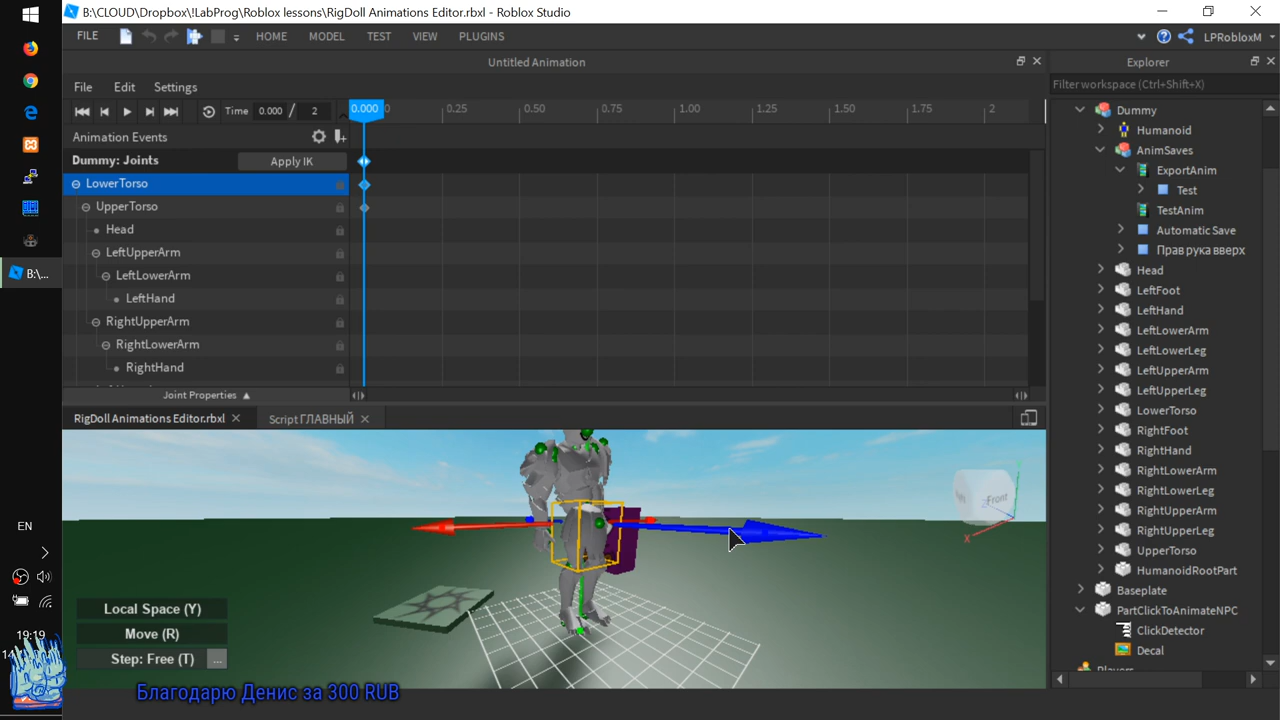 B:\CLOUD\Dropbox\!LabProg\Roblox lessons\RigDoll Animations Editor.rbxl - Roblox Studio
FILE HOME MODEL TEST VIEW PLUGINS LPRobloxM
Untitled Animation
Explorer
File Edit Settings
Filter workspace (Ctrl+Shift+X)
Time 0.000 / 2
0.000 0 0.25 0.50 0.75 1.00 1.25 1.50 1.75 2
Animation Events
Dummy: Joints Apply IK
LowerTorso
UpperTorso
Head
LeftUpperArm
LeftLowerArm
LeftHand
RightUpperArm
RightLowerArm
RightHand
Joint Properties
RigDoll Animations Editor.rbxl Script ГЛАВНЫЙ
Dummy
Humanoid
AnimSaves
ExportAnim
Test
TestAnim
Automatic Save
Прав рука вверх
Head
LeftFoot
LeftHand
LeftLowerArm
LeftLowerLeg
LeftUpperArm
LeftUpperLeg
LowerTorso
RightFoot
RightHand
RightLowerArm
RightLowerLeg
RightUpperArm
RightUpperLeg
UpperTorso
HumanoidRootPart
Baseplate
PartClickToAnimateNPC
ClickDetector
Decal
Players
Front
X
Local Space (Y)
Move (R)
Step: Free (T) ...
B:\...
EN
19:19
Благодарю Денис за 300 RUB